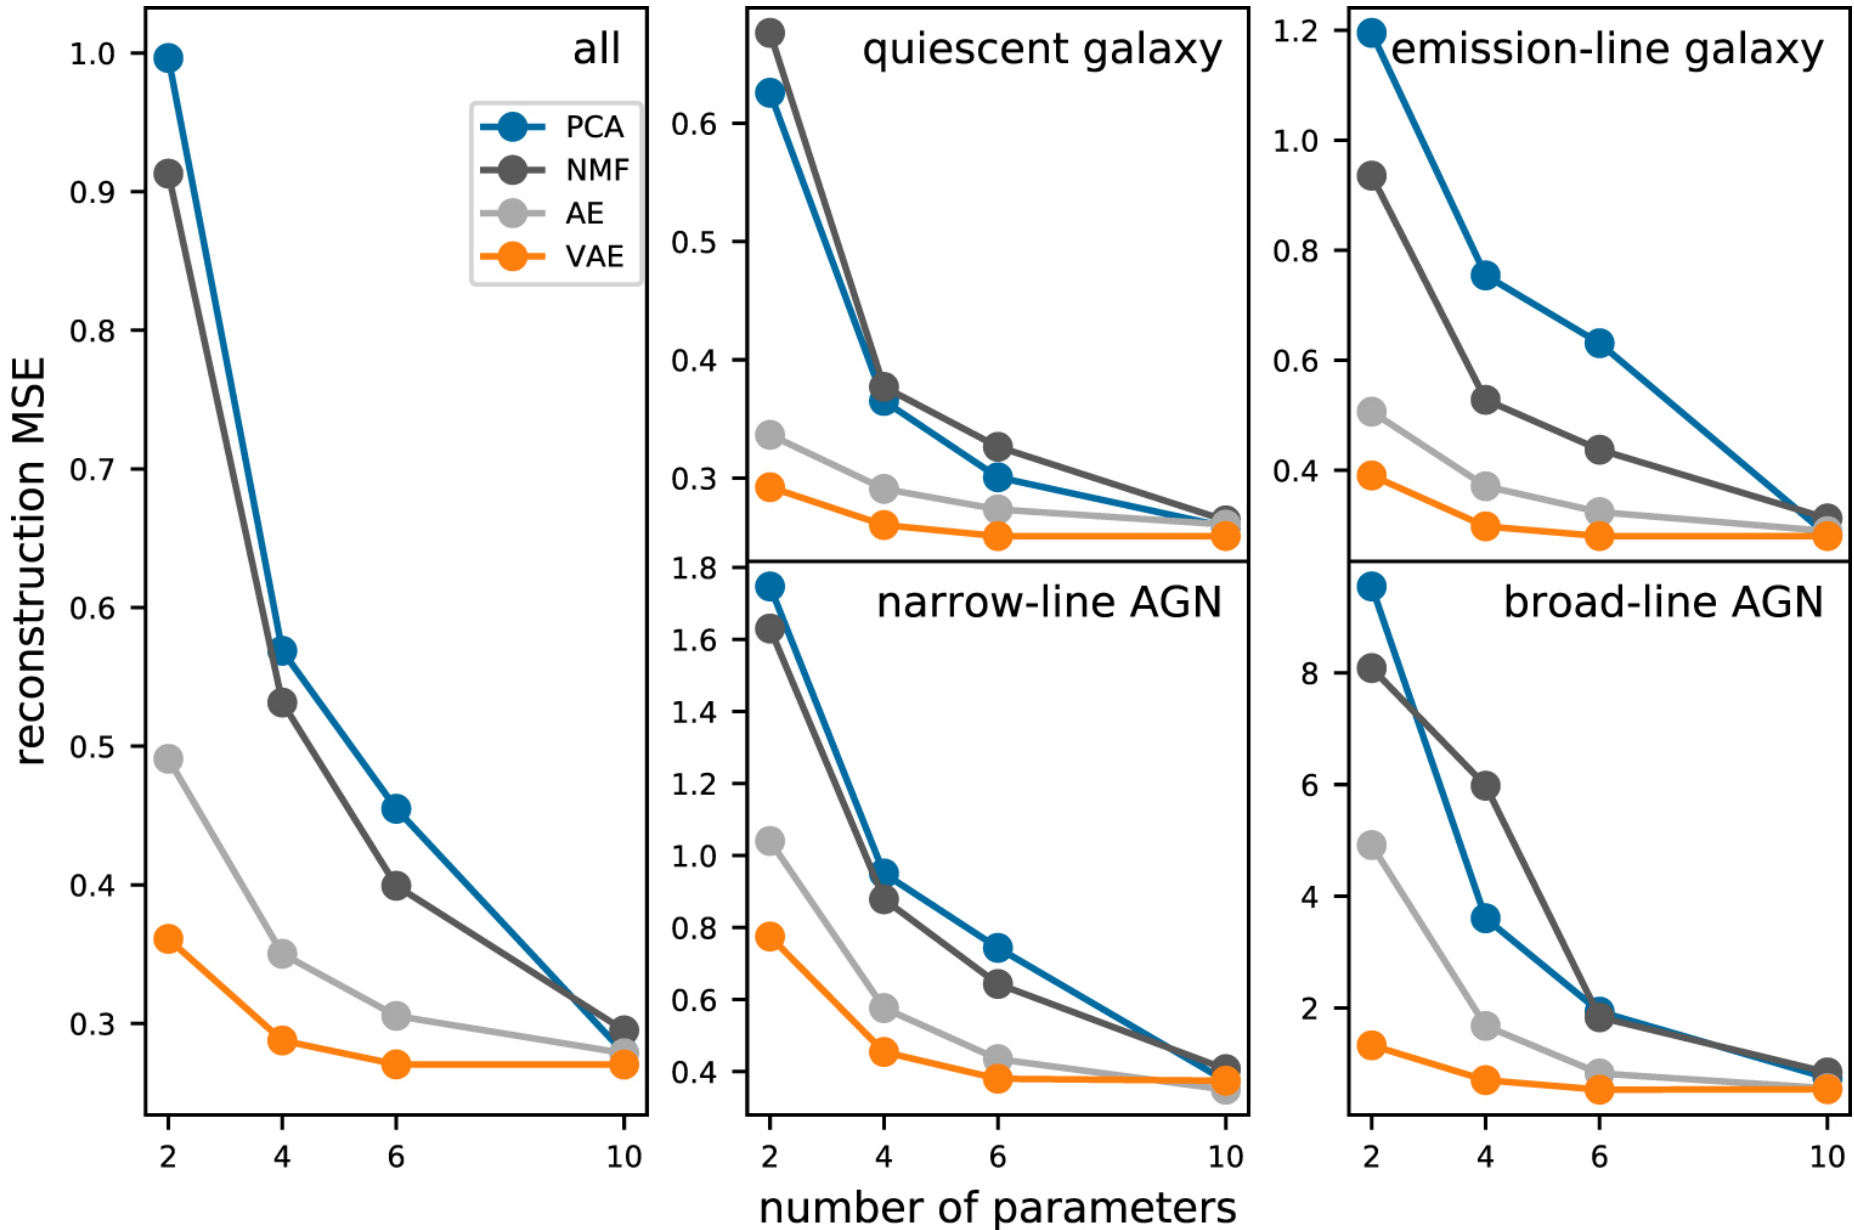 reconstruction MSE
all
1.0
0.9
0.8
0.7
0.6
0.5
0.4
0.3
PCA
NMF
AE
VAE
2 4 6 10
quiescent galaxy
0.6
0.5
0.4
0.3
emission-line galaxy
1.2
1.0
0.8
0.6
0.4
narrow-line AGN
1.8
1.6
1.4
1.2
1.0
0.8
0.6
0.4
2 4 6 10
broad-line AGN
8
6
4
2
2 4 6 10
number of parameters